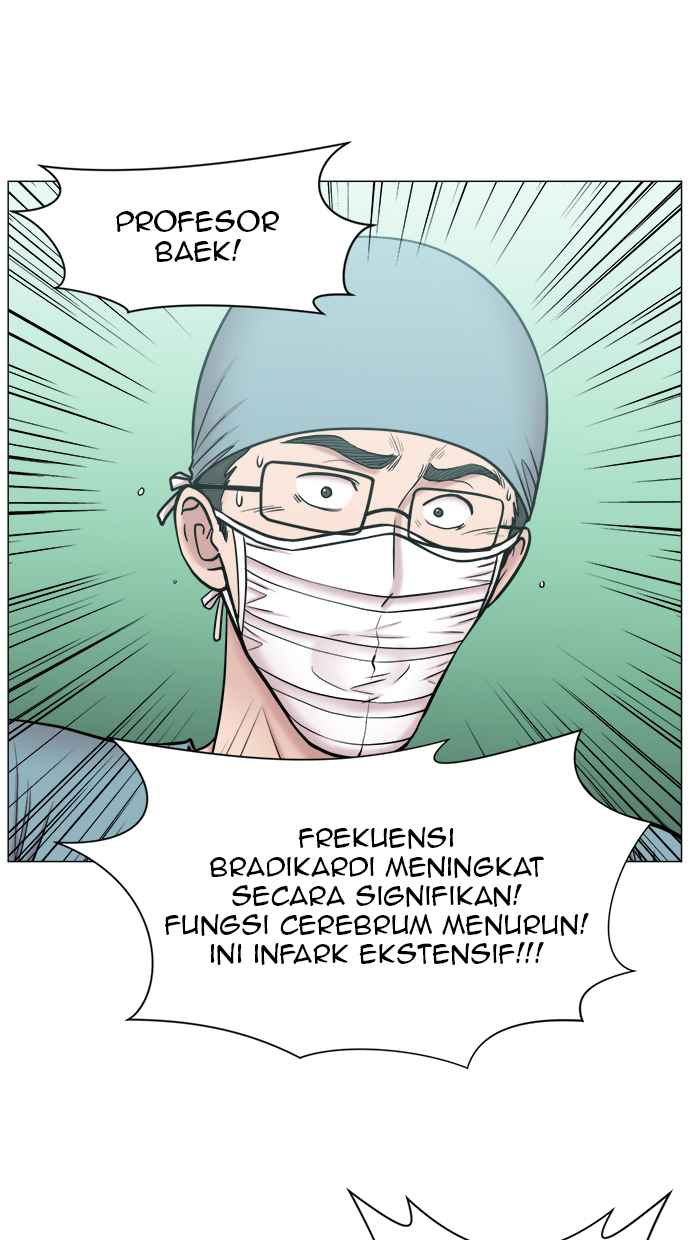 PROFESOR
BAEK!
FREKUENSI
BRADIKARDI MENINGKAT
SECARA SIGNIFIKAN!
FUNGSI CEREBRUM MENURUN!
INI INFARK EKSTENSIF!!!